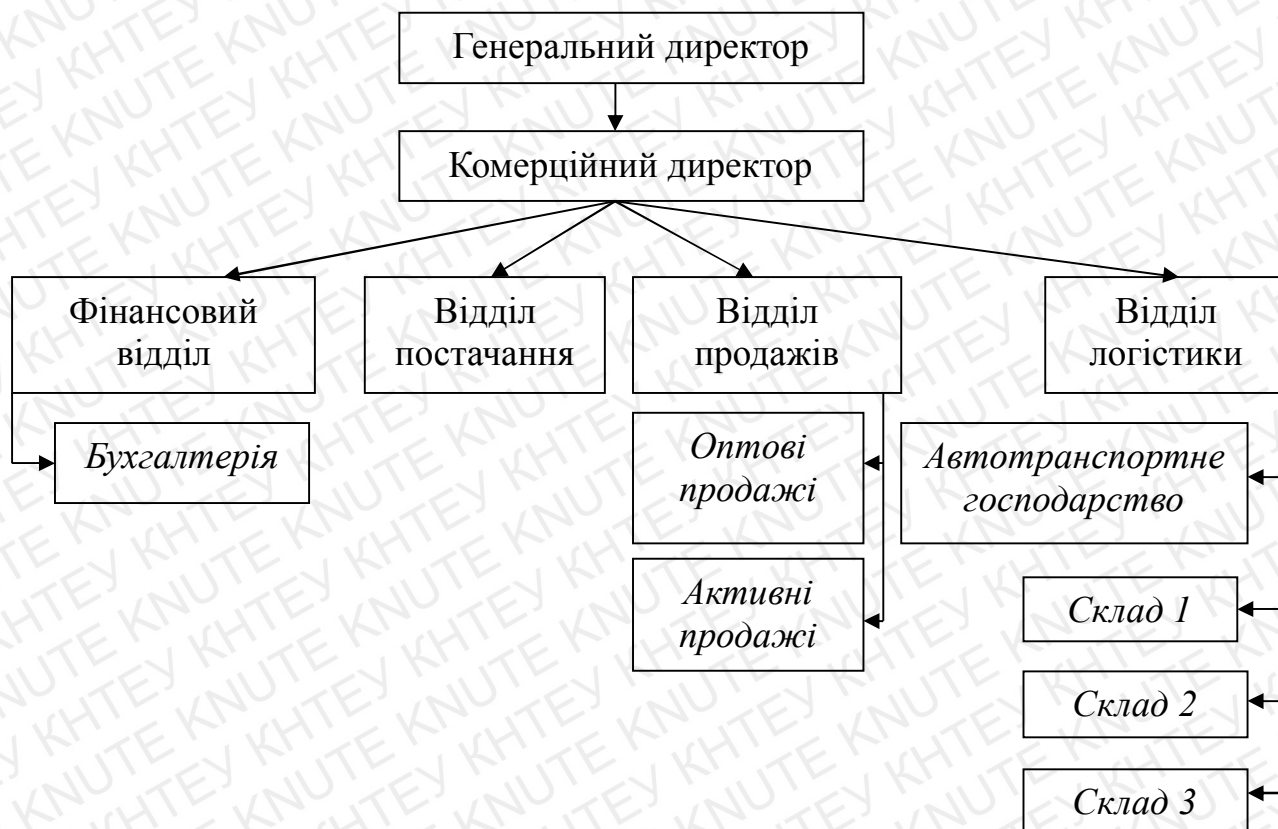 Генеральний директор
Комерційний директор
Фінансовий
відділ
Відділ
постачання
Відділ
продажів
Відділ
логістики
Бухгалтерія
Оптові
продажі
Автотранспортне
господарство
Активні
продажі
Склад 1
Склад 2
Склад 3